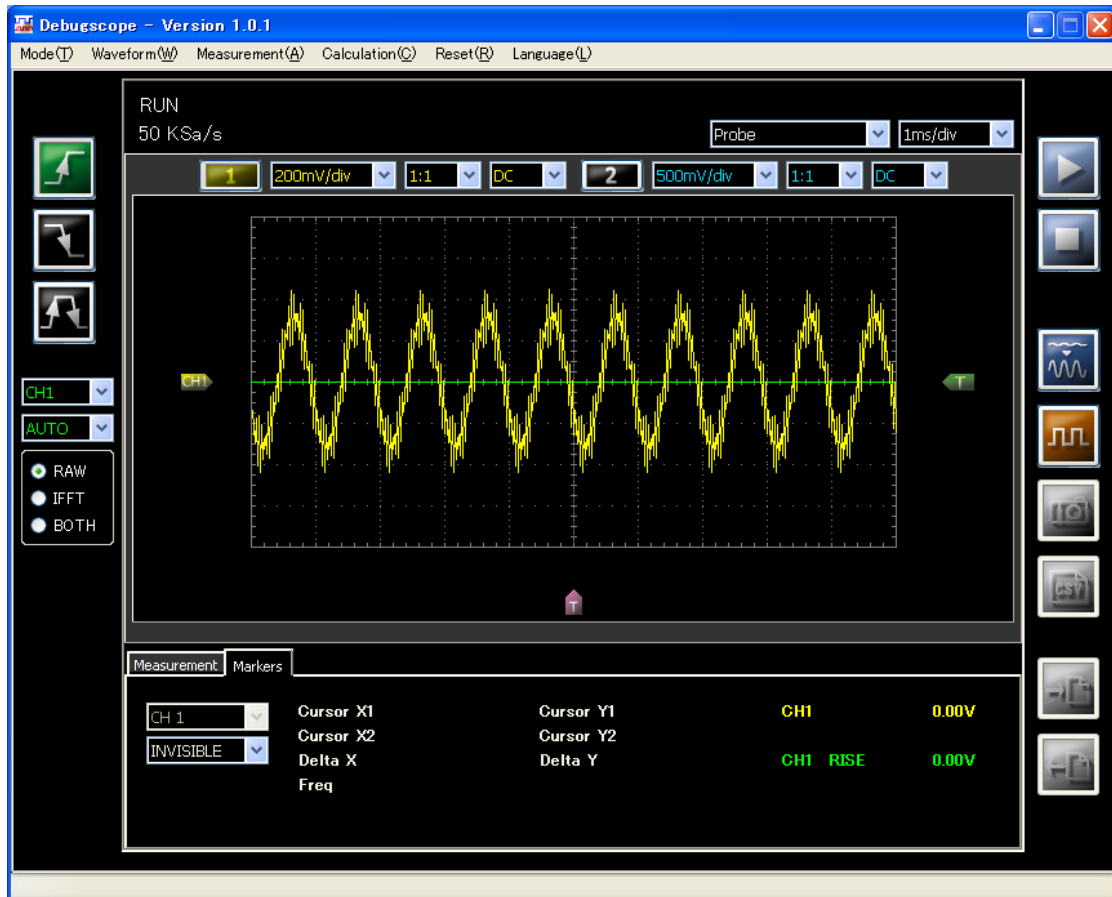 Debugscope - Version 1.0.1
Mode(T) Waveform(W) Measurement(A) Calculation(C) Reset(R) Language(L)
RUN
50 KSa/s
Probe 1ms/div
1 200mV/div 1:1 DC 2 500mV/div 1:1 DC
CH1
T
CH1
AUTO
RAW
IFFT
BOTH
CSV
T
Measurement Markers
CH 1
INVISIBLE
Cursor X1 Cursor Y1 CH1 0.00V
Cursor X2 Cursor Y2
Delta X Delta Y CH1 RISE 0.00V
Freq